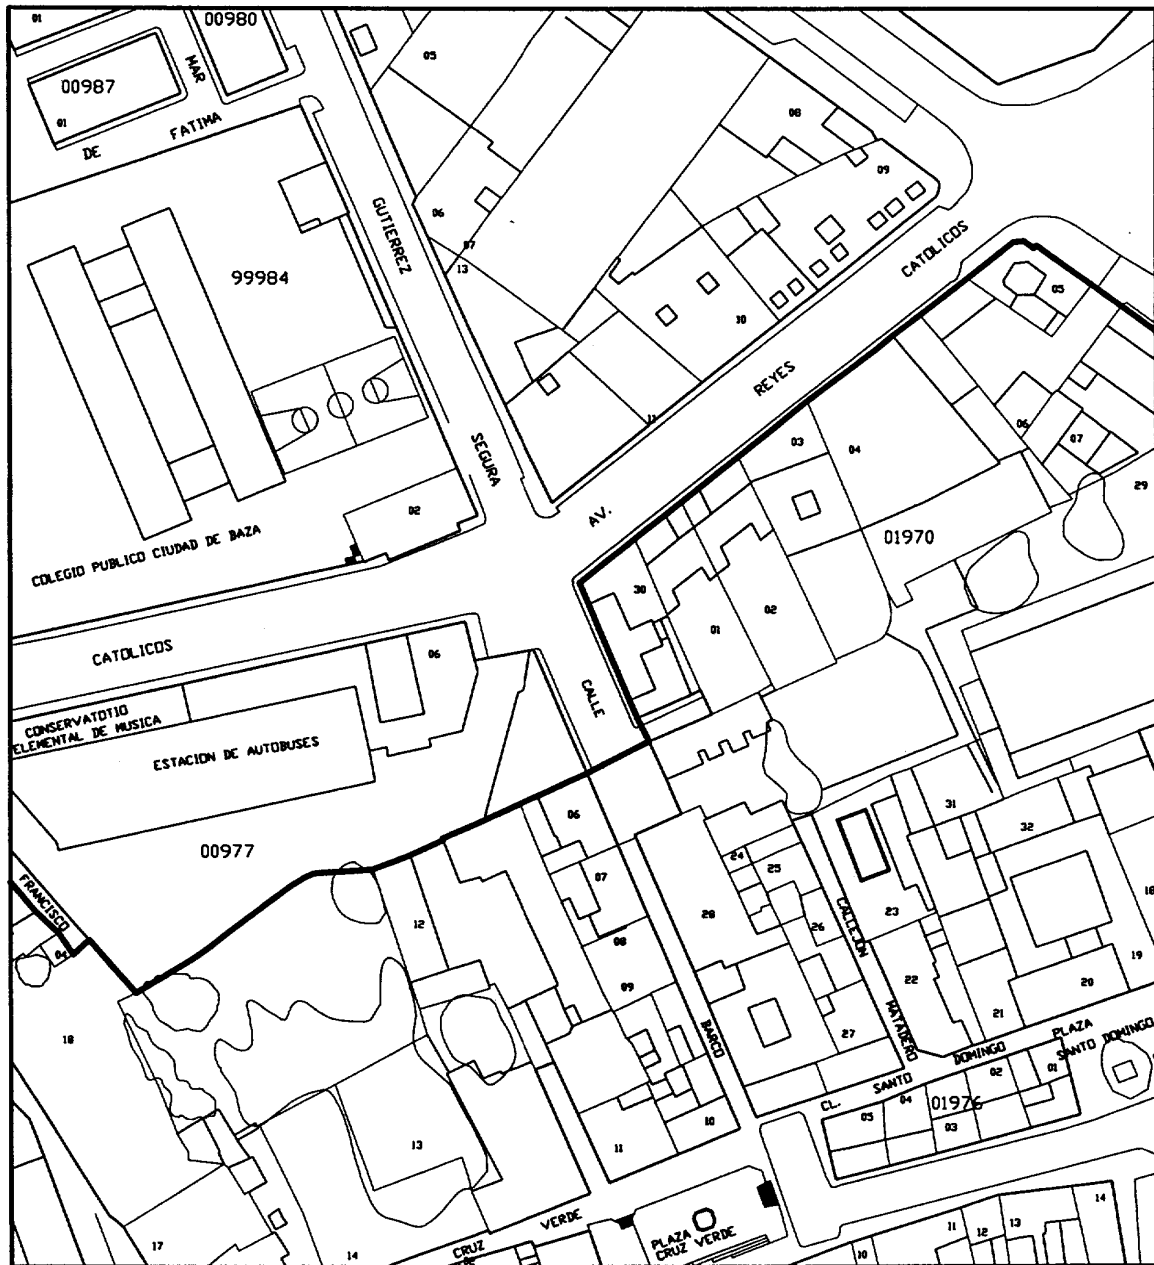 01
00980
05
MAR
00987
01
FATIMA
DE
08
09
GUTIERREZ
06
07
13
CATOLICOS
99984
05
10
REYES
11
03
04
06
07
SEGURA
29
02
AV.
01970
COLEGIO PUBLICO CIUDAD DE BAZA
30
01
02
CATOLICOS
06
CALLE
CONSERVATOTIO
ELEMENTAL DE MUSICA
ESTACION DE AUTOBUSES
31
06
32
00977
24
25
07
FRANCISCO
CALLEJON
28
23
18
12
26
08
04
22
19
09
20
21
18
BARCO
27
MATADERO
PLAZA
SANTO DOMINGO
DOMINGO
SANTO
CL.
02
01
04
01976
05
03
10
11
13
17
14
CRUZ
VERDE
PLAZA
CRUZ VERDE
10
11
12
13
14